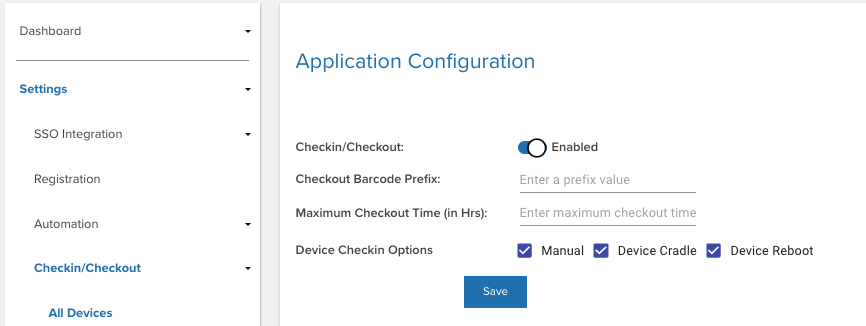 Dashboard
Settings
SSO Integration
Registration
Automation
Checkin/Checkout
All Devices
Application Configuration
Checkin/Checkout: Enabled
Checkout Barcode Prefix: Enter a prefix value
Maximum Checkout Time (in Hrs): Enter maximum checkout time
Device Checkin Options Manual Device Cradle Device Reboot
Save